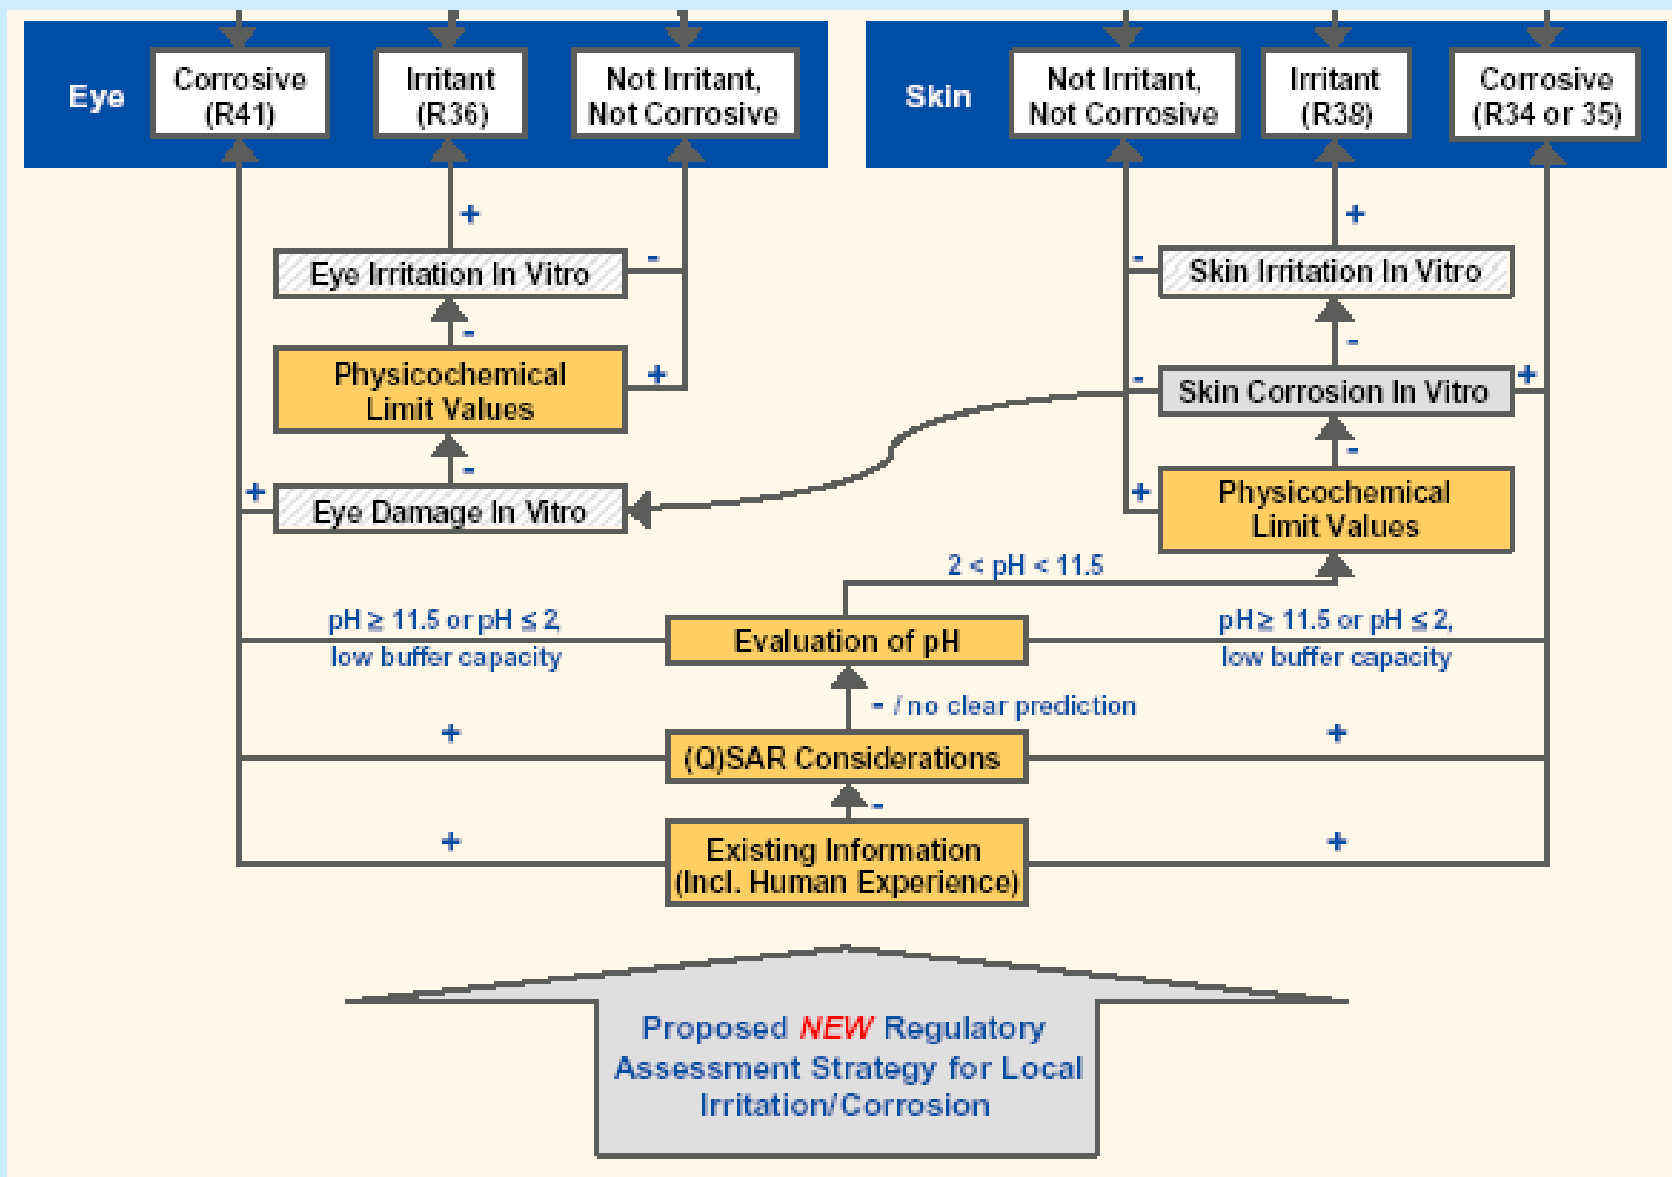 Eye
Corrosive
(R41)
Irritant
(R36)
Not Irritant,
Not Corrosive
Skin
Not Irritant,
Not Corrosive
Irritant
(R38)
Corrosive
(R34 or 35)
+
Eye Irritation In Vitro
-
-
Physicochemical
Limit Values
+
-
+
Eye Damage In Vitro
+
-
Skin Irritation In Vitro
-
-
Skin Corrosion In Vitro
+
-
+
Physicochemical
Limit Values
2 < pH < 11.5
pH ≥ 11.5 or pH ≤ 2,
low buffer capacity
Evaluation of pH
pH ≥ 11.5 or pH ≤ 2,
low buffer capacity
- / no clear prediction
+
(Q)SAR Considerations
+
-
+
Existing Information
(Incl. Human Experience)
+
Proposed NEW Regulatory
Assessment Strategy for Local
Irritation/Corrosion